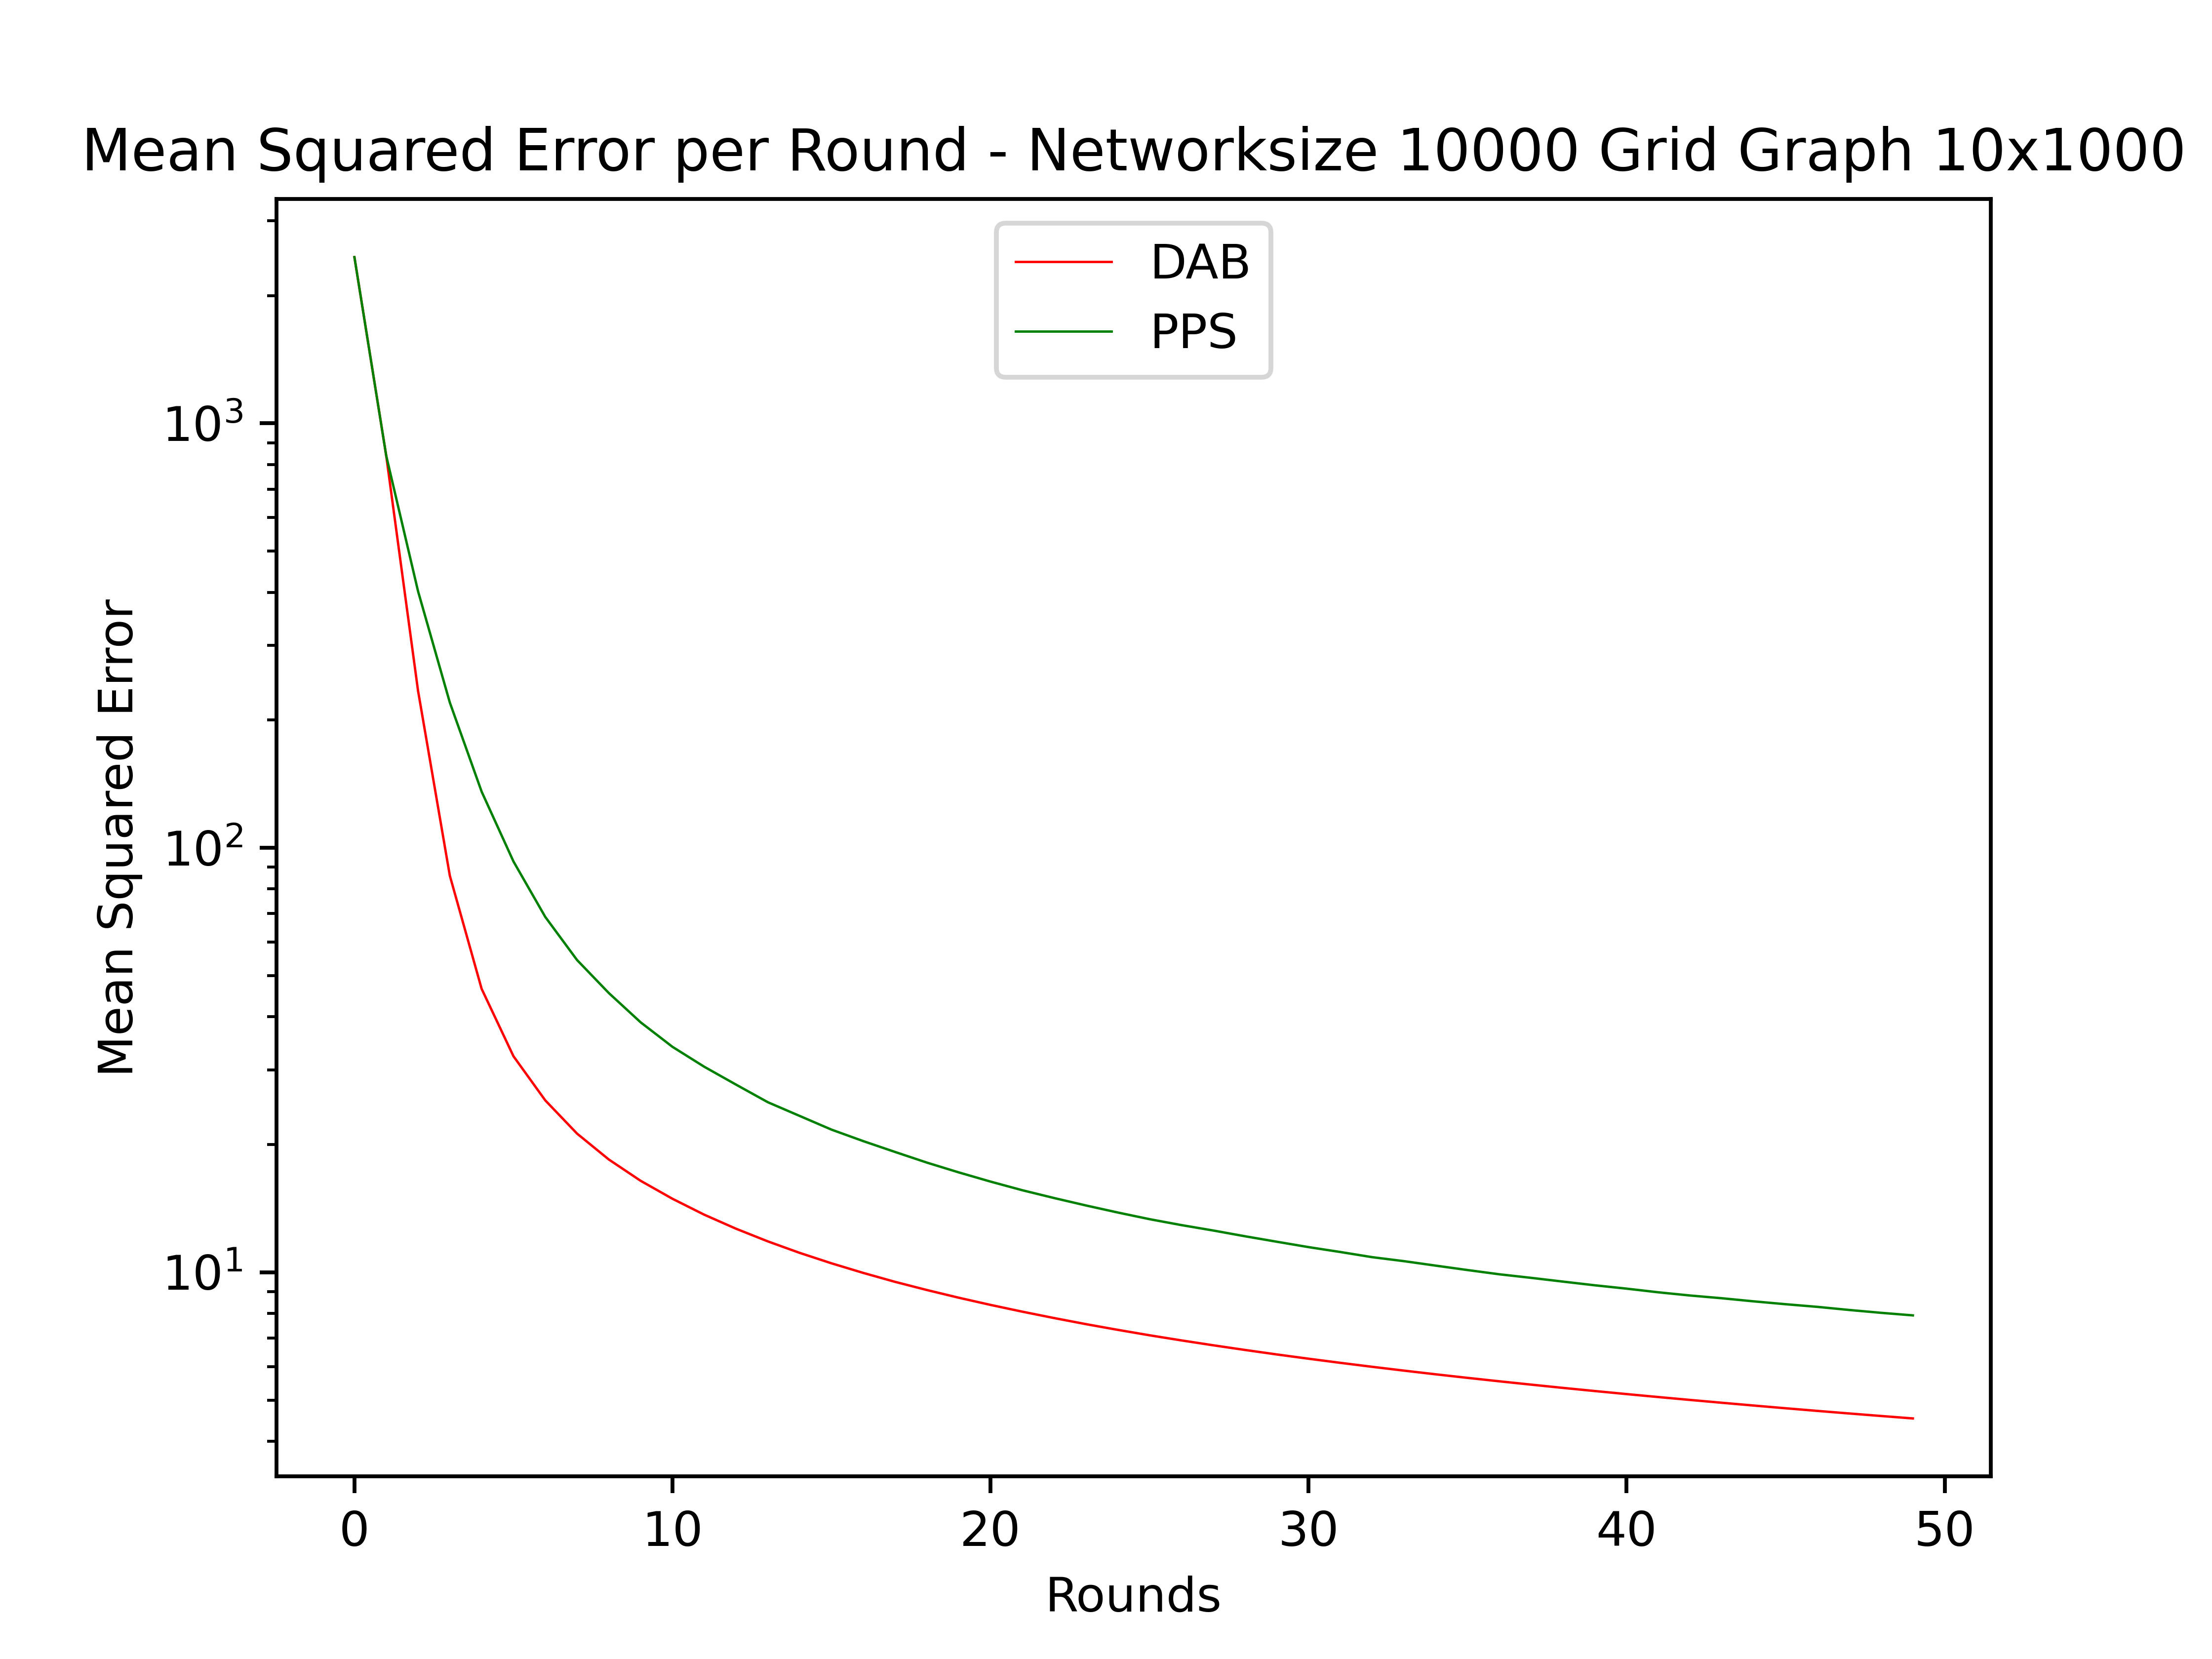 Mean Squared Error per Round - Networksize 10000 Grid Graph 10x1000
DAB
PPS
10³
10²
10¹
Mean Squared Error
0 10 20 30 40 50
Rounds